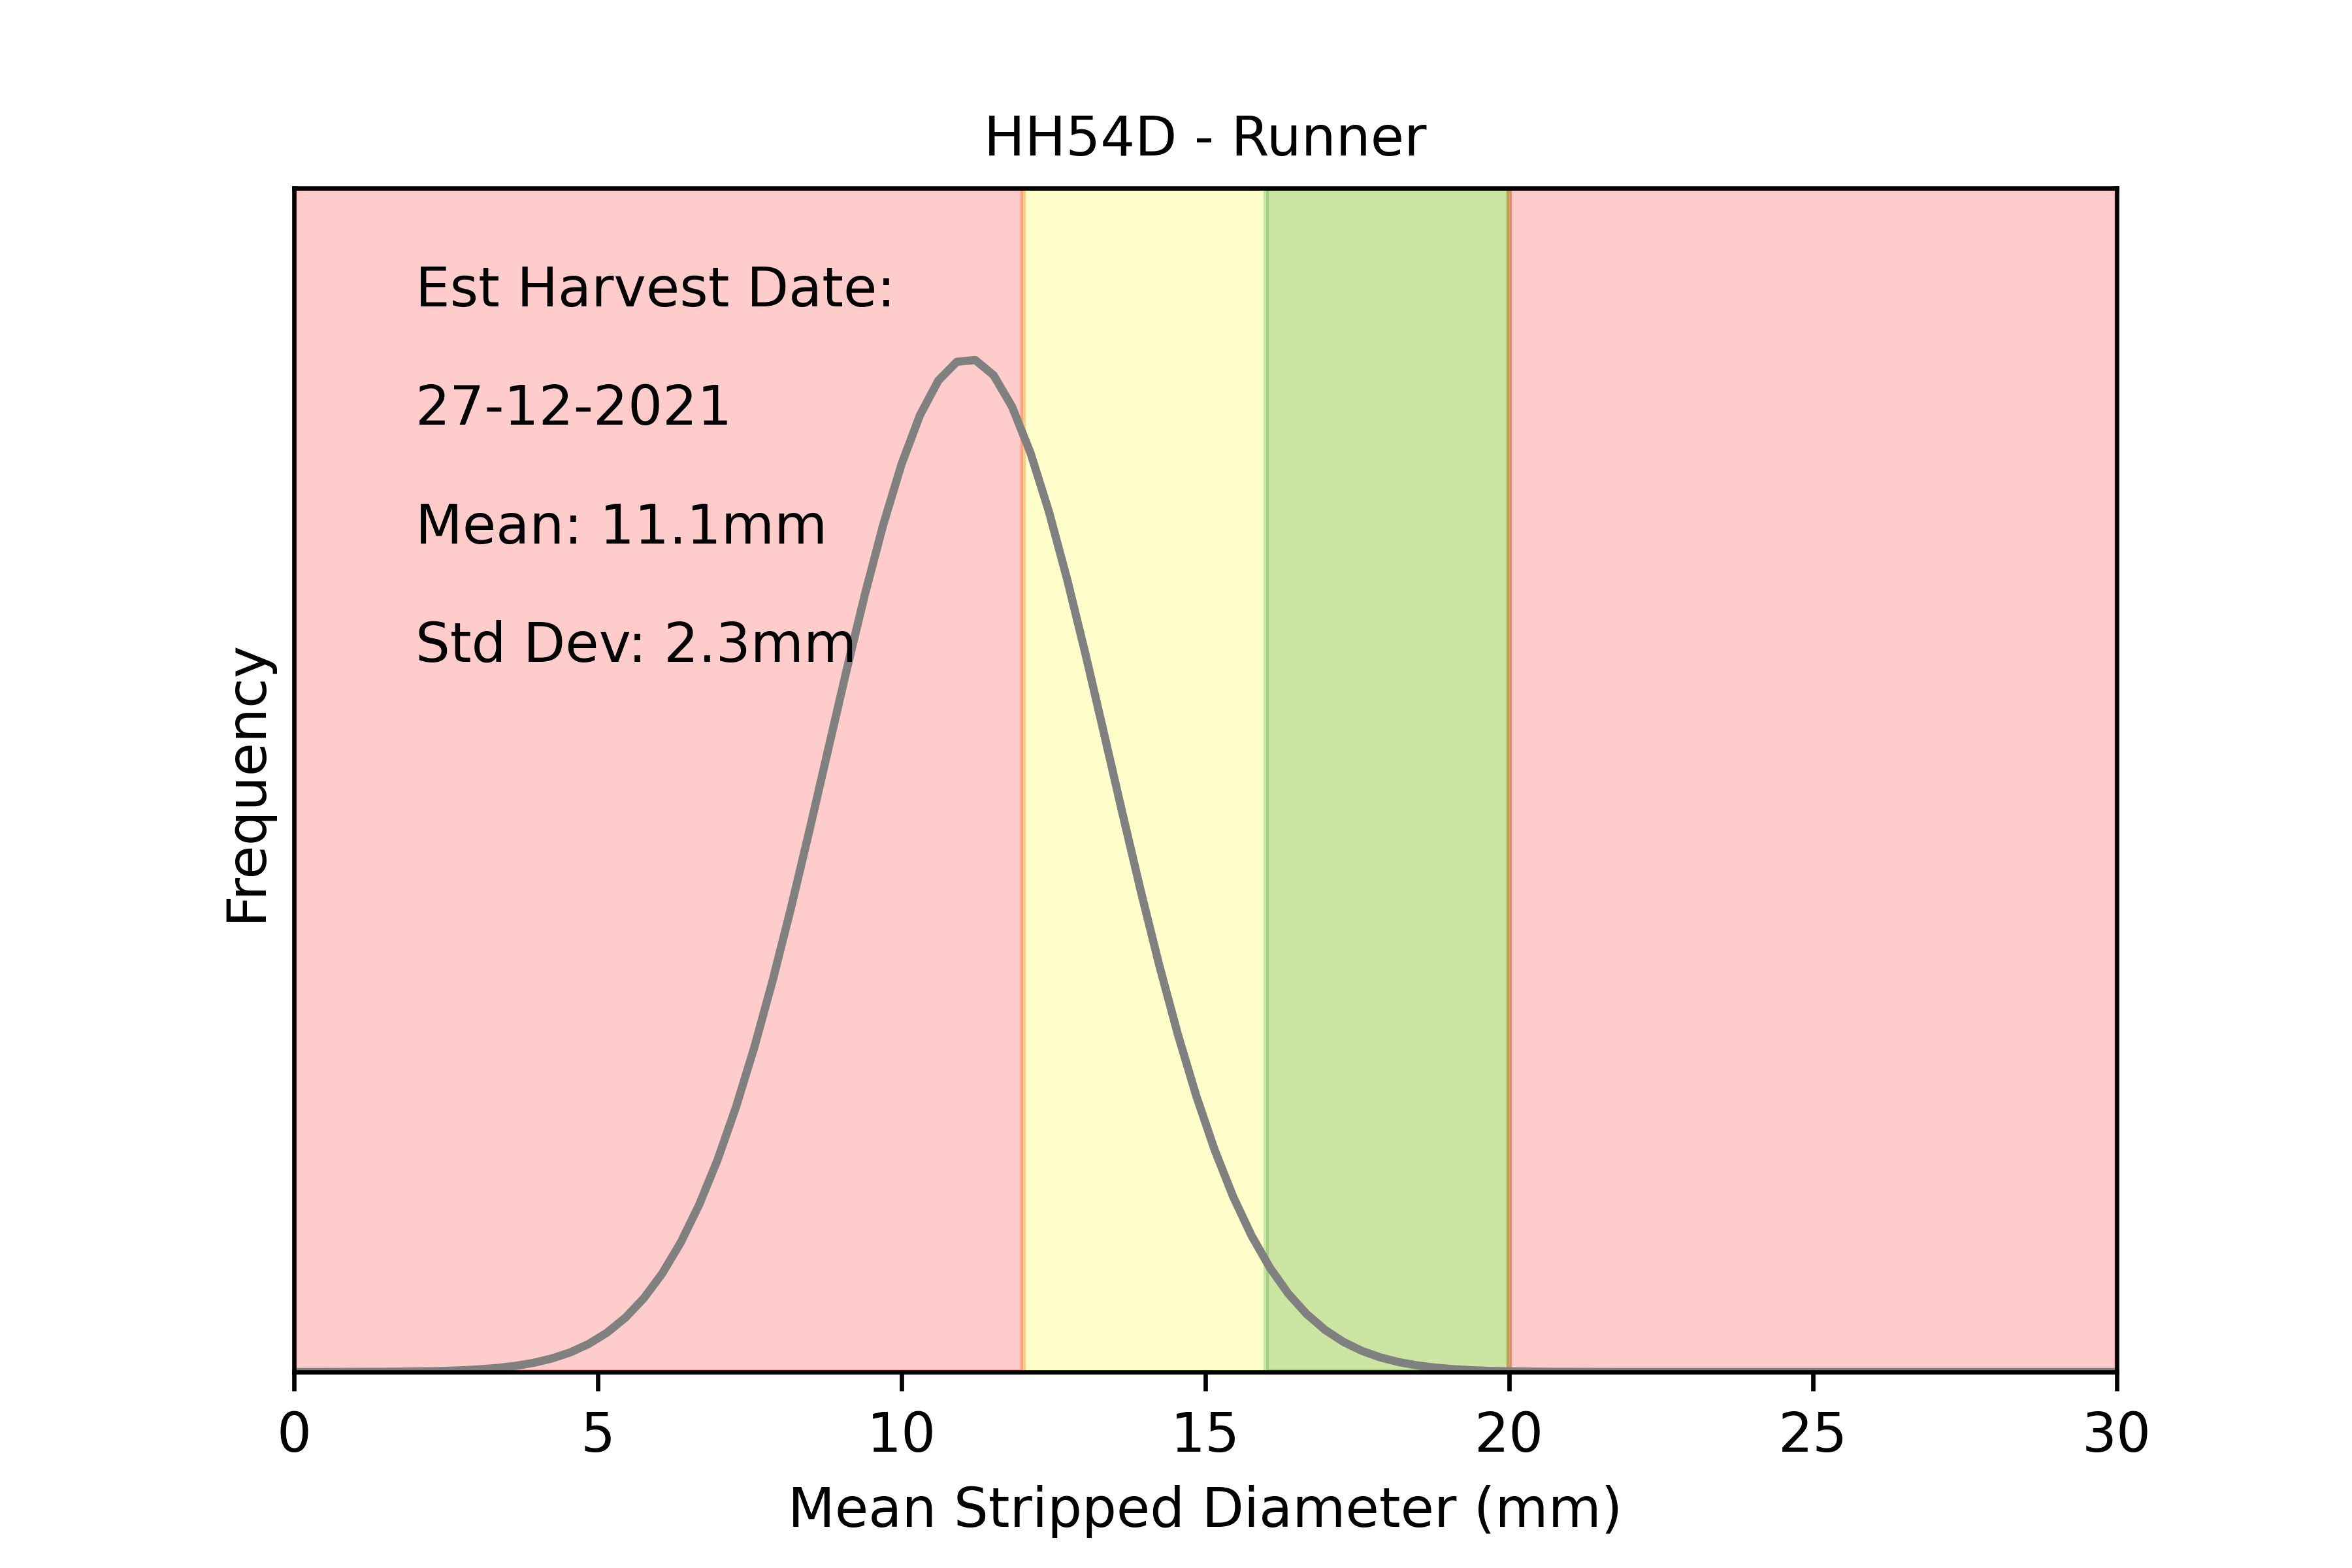 HH54D - Runner
Est Harvest Date:
27-12-2021
Mean: 11.1mm
Std Dev: 2.3mm
Frequency
0 5 10 15 20 25 30
Mean Stripped Diameter (mm)